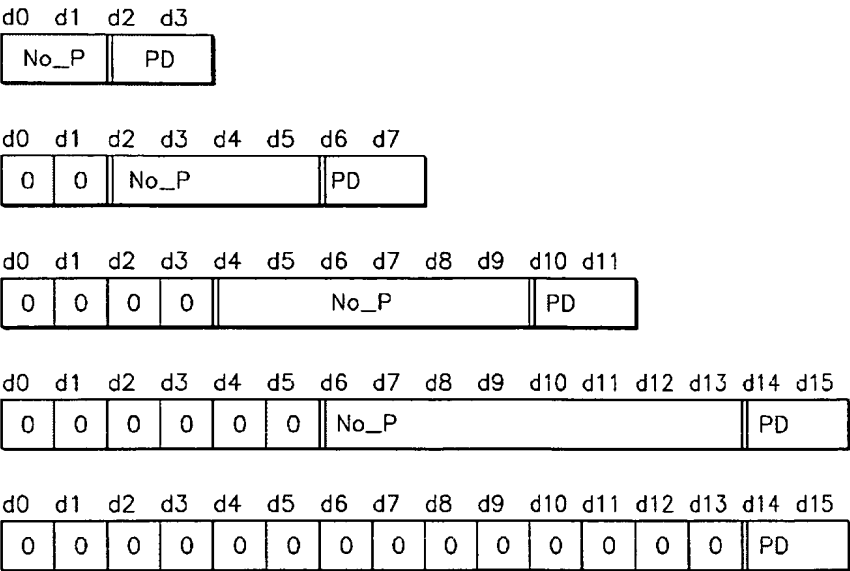 d0 d1 d2 d3
No_P PD
d0 d1 d2 d3 d4 d5 d6 d7
0 0 No_P PD
d0 d1 d2 d3 d4 d5 d6 d7 d8 d9 d10 d11
0 0 0 0 No_P PD
d0 d1 d2 d3 d4 d5 d6 d7 d8 d9 d10 d11 d12 d13 d14 d15
0 0 0 0 0 0 No_P PD
d0 d1 d2 d3 d4 d5 d6 d7 d8 d9 d10 d11 d12 d13 d14 d15
0 0 0 0 0 0 0 0 0 0 0 0 0 0 PD